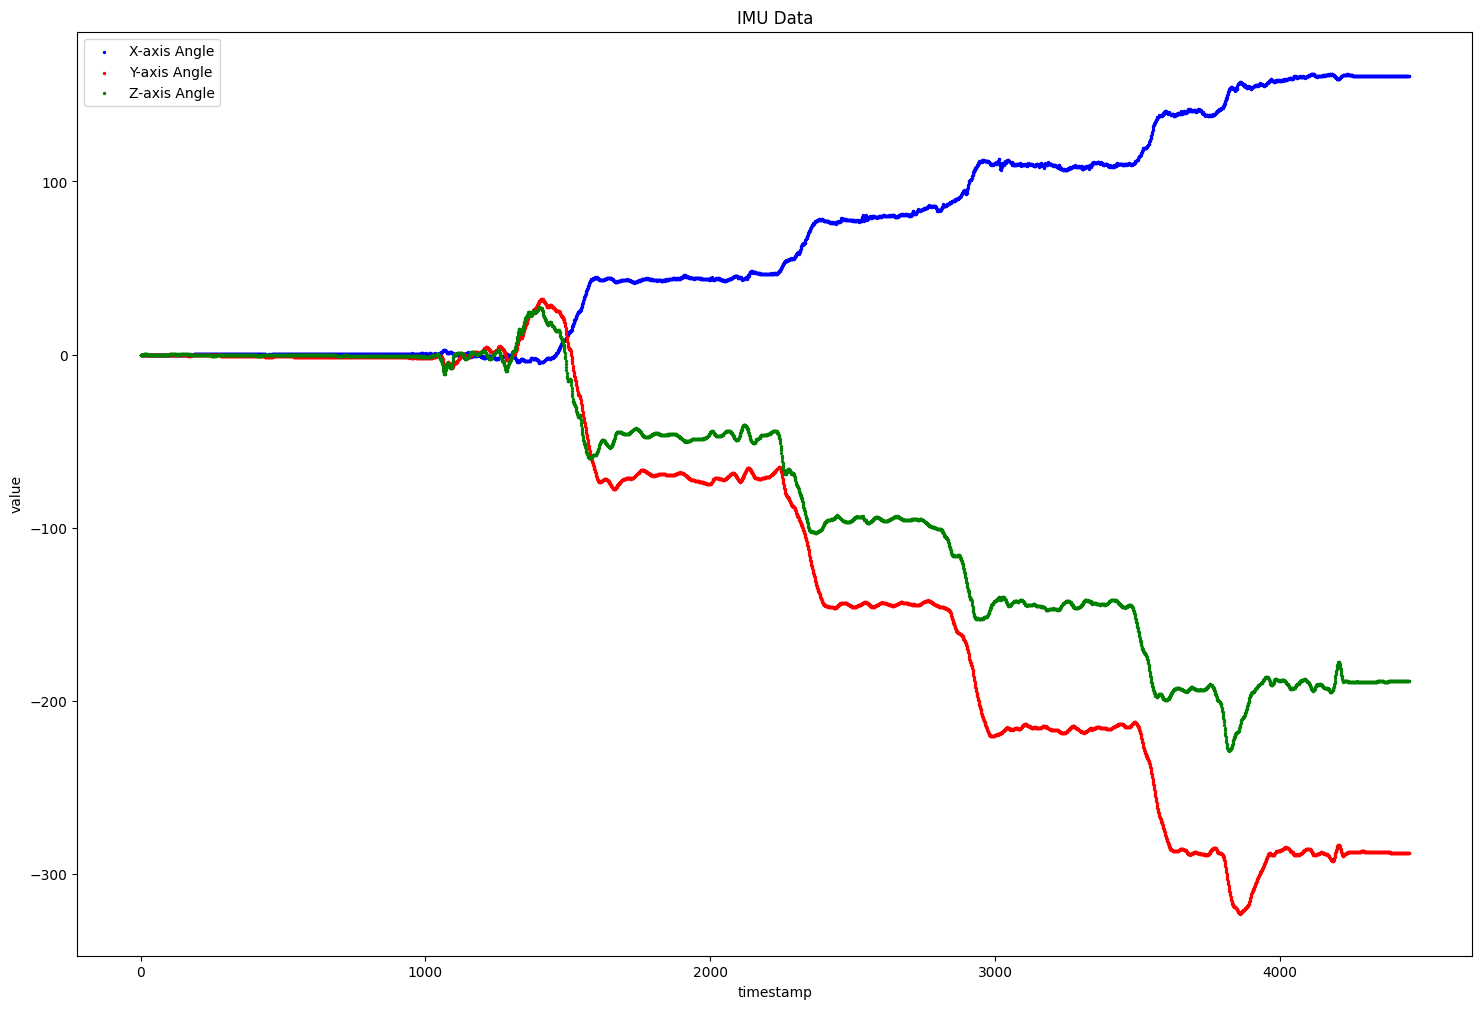 IMU Data
X-axis Angle
Y-axis Angle
Z-axis Angle
value
100
0
−100
−200
−300
0 1000 2000 3000 4000
timestamp